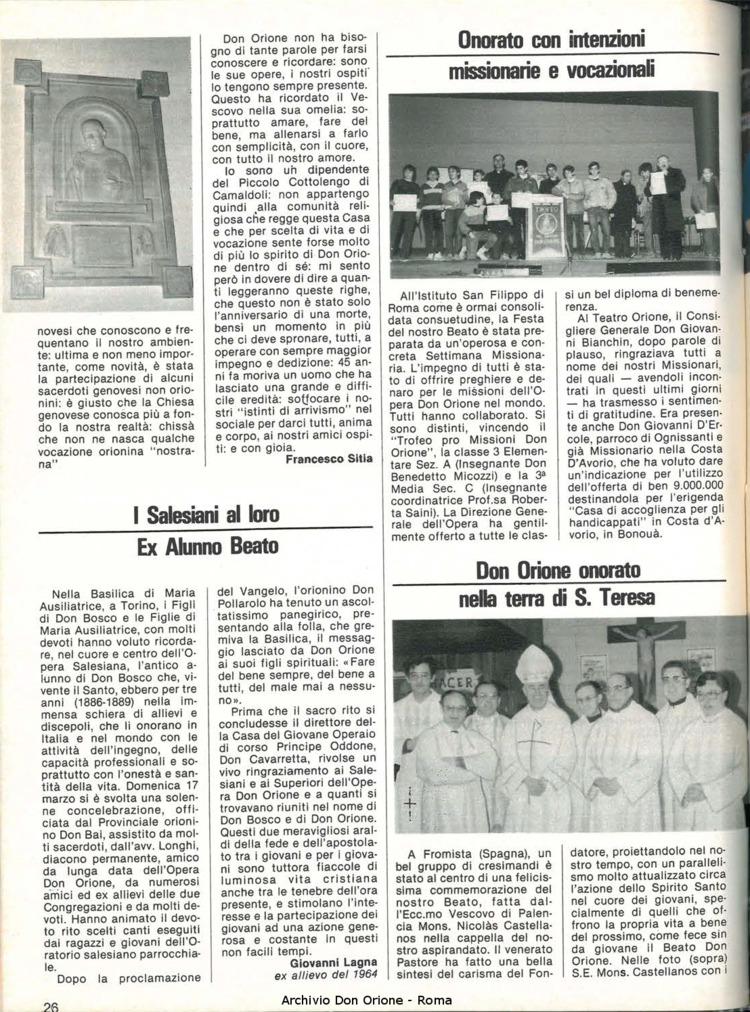 novesi che conoscono e fre-
quentano il nostro ambien-
te: ultima e non meno impor-
tante, come novità, è stata
la partecipazione di alcuni
sacerdoti genovesi non orio-
nini: è giusto che la Chiesa
genovese conosca più a fon-
do la nostra realtà: chissà
che non ne nasca qualche
vocazione orionina "nostra-
na"
Don Orione non ha biso-
gno di tante parole per farsi
conoscere e ricordare: sono
le sue opere, i nostri ospiti
lo tengono sempre presente.
Questo ha ricordato il Ve-
scovo nella sua omelia: so-
prattutto amare, fare del
bene, ma allenarsi a farlo
con semplicità, con il cuore,
con tutto il nostro amore.
Io sono un dipendente
del Piccolo Cottolengo di
Camaldoli: non appartengo
quindi alla comunità reli-
giosa che regge questa Casa
e che per scelta di vita e di
vocazione sente forse molto
di più lo spirito di Don Orio-
ne dentro di sé: mi sento
però in dovere di dire a quan-
ti leggeranno queste righe,
che questo non è stato solo
l'anniversario di una morte,
bensì un momento in più
che ci deve spronare, tutti, a
operare con sempre maggior
impegno e dedizione: 45 an-
ni fa moriva un uomo che ha
lasciato una grande e diffi-
cile eredità: soffocare i no-
stri "istinti di arrivismo" nel
sociale per darci tutti, anima
e corpo, ai nostri amici ospi-
ti: e con gioia.
Francesco Sitia
I Salesiani al loro
Ex Alunno Beato
Nella Basilica di Maria
Ausiliatrice, a Torino, i Figli
di Don Bosco e le Figlie di
Maria Ausiliatrice, con molti
devoti hanno voluto ricorda-
re, nel cuore e centro dell'O-
pera Salesiana, l'antico a-
lunno di Don Bosco che, vi-
vente il Santo, ebbero per tre
anni (1886-1889) nella im-
mensa schiera di allievi e
discepoli, che li onorano in
Italia e nel mondo con le
attività dell'ingegno, delle
capacità professionali e so-
prattutto con l'onestà e san-
tità della vita. Domenica 17
marzo si è svolta una solen-
ne concelebrazione, offi-
ciata dal Provinciale orioni-
no Don Bai, assistito da mol-
ti sacerdoti, dall'avv. Longhi,
diacono permanente, amico
da lunga data dell'Opera
Don Orione, da numerosi
amici ed ex allievi delle due
Congregazioni e da molti de-
voti. Hanno animato il devo-
to rito scelti canti eseguiti
dai ragazzi e giovani dell'O-
ratorio salesiano parrocchia-
le.
Dopo la proclamazione
del Vangelo, l'orionino Don
Pollarolo ha tenuto un ascol-
tatissimo panegirico, pre-
sentando alla folla, che gre-
miva la Basilica, il messag-
gio lasciato da Don Orione
ai suoi figli spirituali: «Fare
del bene sempre, del bene a
tutti, del male mai a nessu-
no».
Prima che il sacro rito si
concludesse il direttore del-
la Casa del Giovane Operaio
di corso Principe Oddone,
Don Cavarretta, rivolse un
vivo ringraziamento ai Sale-
siani e ai Superiori dell'Ope-
ra Don Orione e a quanti si
trovavano riuniti nel nome di
Don Bosco e di Don Orione.
Questi due meravigliosi aral-
di della fede e dell'apostola-
to tra i giovani e per i giova-
ni sono tuttora fiaccole di
luminosa vita cristiana
anche tra le tenebre dell'ora
presente, e stimolano l'inte-
resse e la partecipazione dei
giovani ad una azione gene-
rosa e costante in questi
non facili tempi.
Giovanni Lagna
ex allievo del 1964
Onorato con intenzioni
missionarie e vocazionali
All'Istituto San Filippo di
Roma come è ormai consoli-
data consuetudine, la Festa
del nostro Beato è stata pre-
parata da un'operosa e con-
creta Settimana Missiona-
ria. L'impegno di tutti è sta-
to di offrire preghiere e de-
naro per le missioni dell'O-
pera Don Orione nel mondo.
Tutti hanno collaborato. Si
sono distinti, vincendo il
"Trofeo pro Missioni Don
Orione", la classe 3 Elemen-
tare Sez. A (Insegnante Don
Benedetto Micozzi) e la 3ª
Media Sec. C (Insegnante
coordinatrice Prof.sa Rober-
ta Saini). La Direzione Gene-
rale dell'Opera ha gentil-
mente offerto a tutte le clas-
si un bel diploma di beneme-
renza.
Al Teatro Orione, il Consi-
gliere Generale Don Giovan-
ni Bianchin, dopo parole di
plauso, ringraziava tutti a
nome dei nostri Missionari,
dei quali — avendoli incon-
trati in questi ultimi giorni
— ha trasmesso i sentimen-
ti di gratitudine. Era presen-
te anche Don Giovanni D'Er-
cole, parroco di Ognissanti e
già Missionario nella Costa
D'Avorio, che ha voluto dare
un'indicazione per l'utilizzo
dell'offerta di ben 9.000.000
destinandola per l'erigenda
"Casa di accoglienza per gli
handicappati" in Costa d'A-
vorio, in Bonouà.
Don Orione onorato
nella terra di S. Teresa
ACER
A Fromista (Spagna), un
bel gruppo di cresimandi è
stato al centro di una felicis-
sima commemorazione del
nostro Beato, fatta dal-
l'Ecc.mo Vescovo di Palen-
cia Mons. Nicolàs Castella-
nos nella cappella del no-
stro aspirandato. Il venerato
Pastore ha fatto una bella
sintesi del carisma del Fon-
datore, proiettandolo nel no-
stro tempo, con un paralleli-
smo molto attualizzato circa
l'azione dello Spirito Santo
nel cuore dei giovani, spe-
cialmente di quelli che of-
frono la propria vita a bene
del prossimo, come fece sin
da giovane il Beato Don
Orione. Nelle foto (sopra)
S.E. Mons. Castellanos con i
26
Archivio Don Orione - Roma